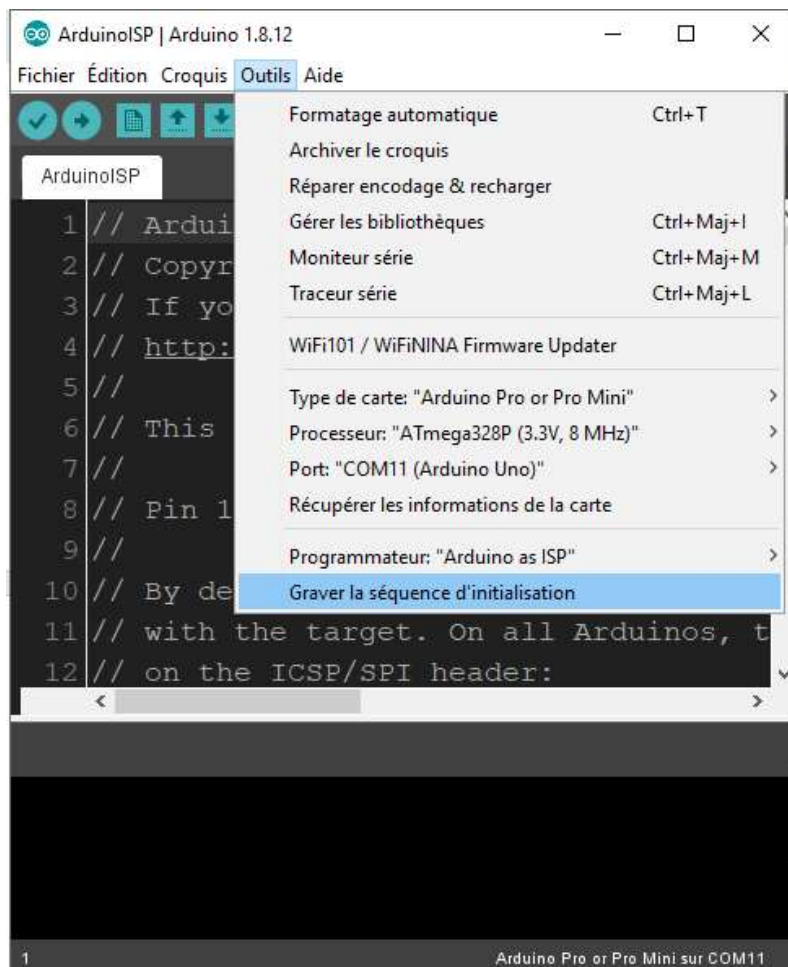 ArduinoISP | Arduino 1.8.12
Fichier Édition Croquis Outils Aide
Formatage automatique Ctrl+T
Archiver le croquis
Réparer encodage & recharger
Gérer les bibliothèques Ctrl+Maj+I
Moniteur série Ctrl+Maj+M
Traceur série Ctrl+Maj+L
WiFi101 / WiFiNINA Firmware Updater
Type de carte: "Arduino Pro or Pro Mini"
Processeur: "ATmega328P (3.3V, 8 MHz)"
Port: "COM11 (Arduino Uno)"
Récupérer les informations de la carte
Programmateur: "Arduino as ISP"
Graver la séquence d'initialisation
ArduinoISP
1 // Ardui
2 // Copyr
3 // If yo
4 // http:
5 //
6 // This
7 //
8 // Pin 1
9 //
10 // By de
11 // with the target. On all Arduinos, t
12 // on the ICSP/SPI header:
1 Arduino Pro or Pro Mini sur COM11